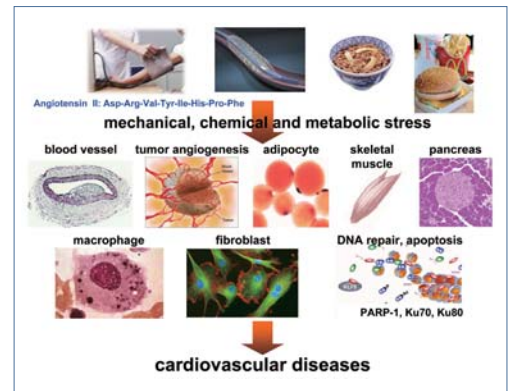 Angiotensin II: Asp-Arg-Val-Tyr-Ile-His-Pro-Phe
mechanical, chemical and metabolic stress
blood vessel
tumor angiogenesis
adipocyte
sketetal
muscle
pancreas
macrophage
fibroblast
DNA repair, apoptosis
PARP-1, Ku70, Ku80
cardiovascular diseases